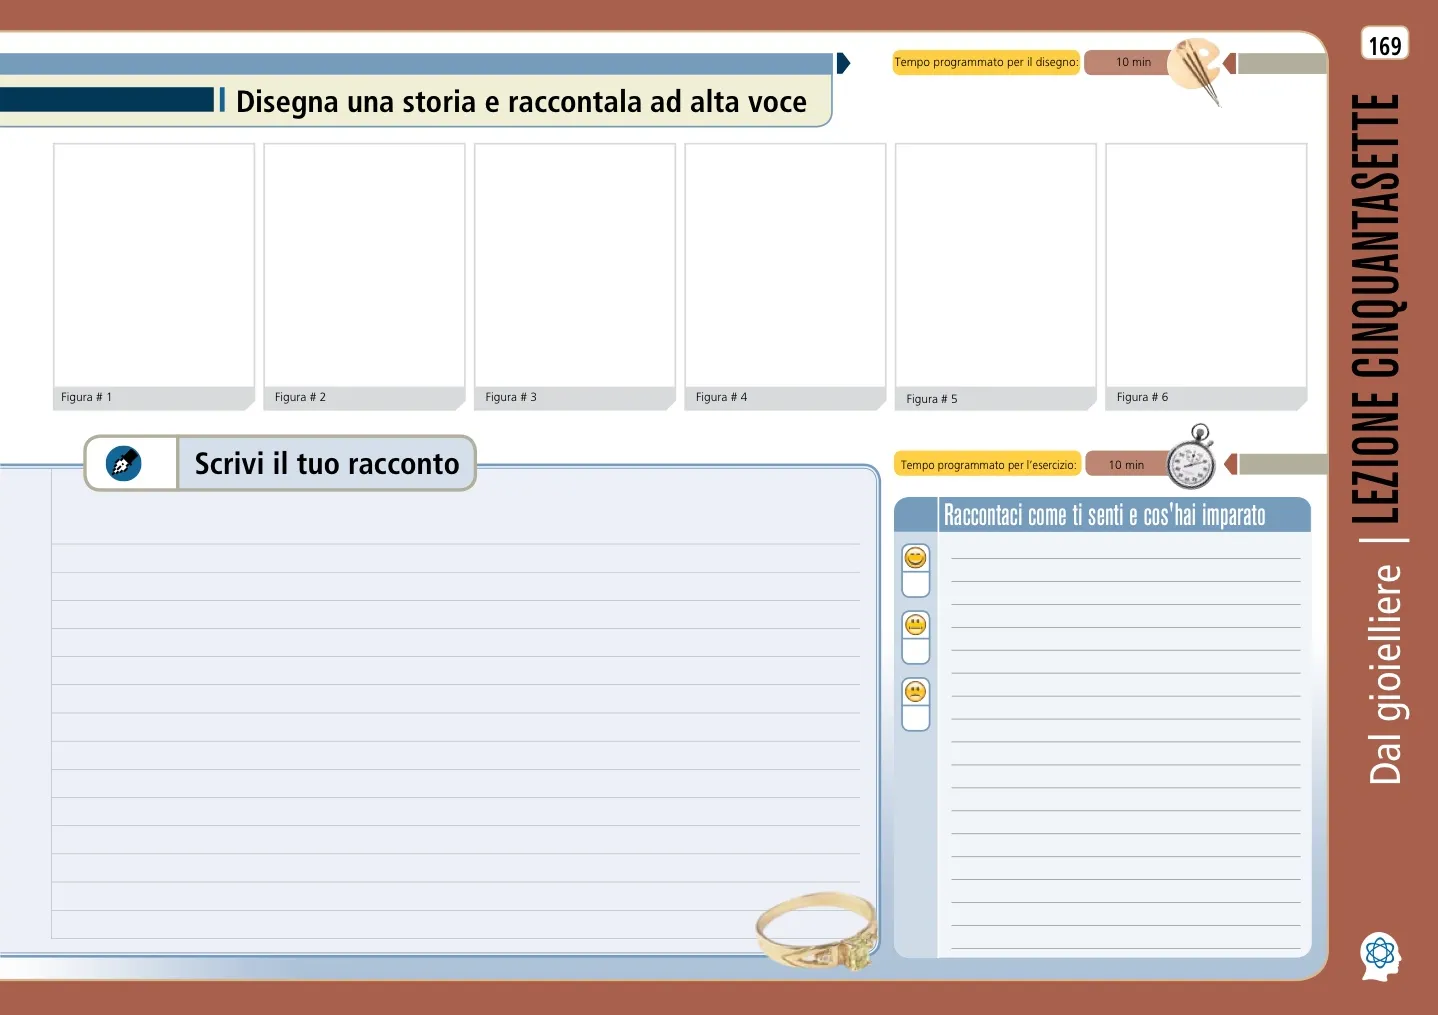 169
Tempo programmato per il disegno:
10 min
Disegna una storia e raccontala ad alta voce
Figura # 1
Figura # 2
Figura # 3
Figura # 4
Figura # 5
Figura # 6
Scrivi il tuo racconto
Tempo programmato per l'esercizio:
10 min
Raccontaci come ti senti e cos'hai imparato
Dal gioielliere | LEZIONE CINQUANTASETTE